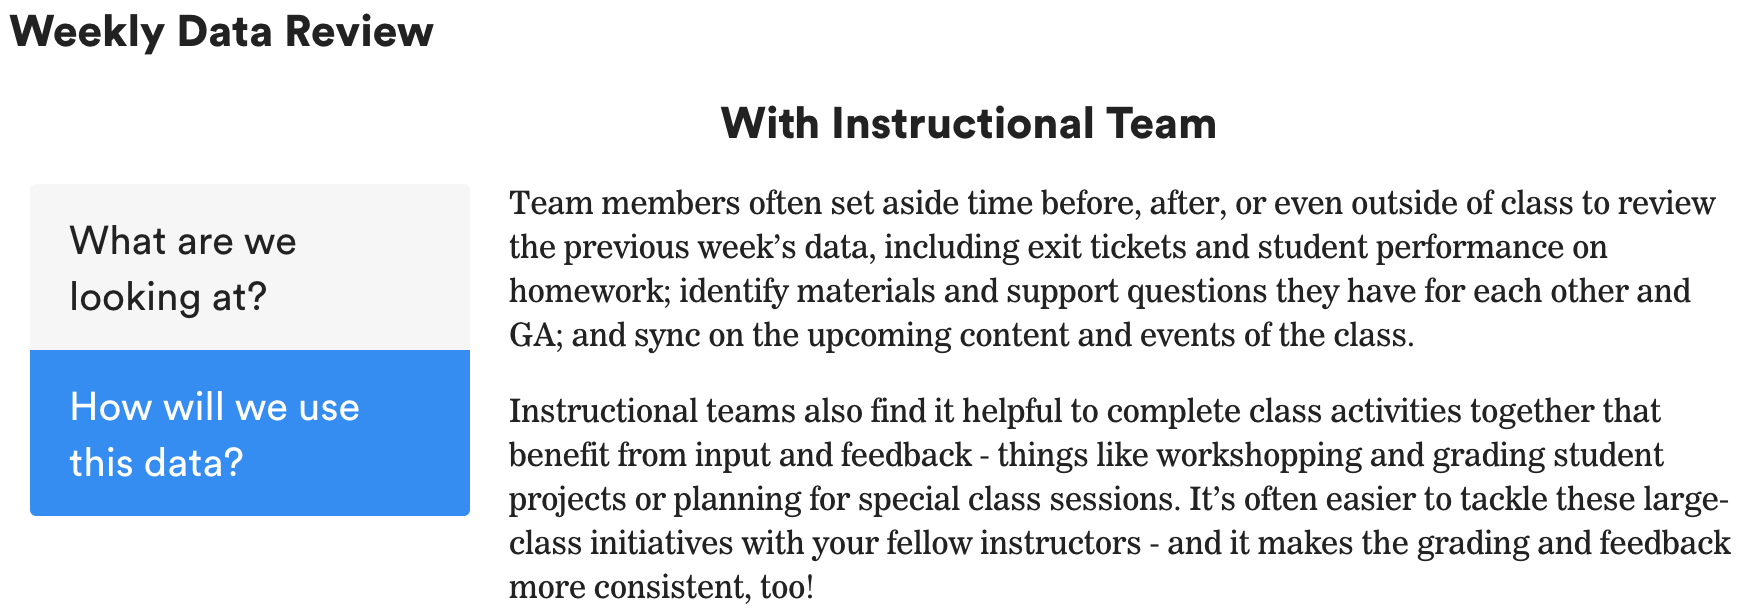 Weekly Data Review
With Instructional Team
What are we
looking at?
How will we use
this data?
Team members often set aside time before, after, or even outside of class to review
the previous week’s data, including exit tickets and student performance on
homework; identify materials and support questions they have for each other and
GA; and sync on the upcoming content and events of the class.
Instructional teams also find it helpful to complete class activities together that
benefit from input and feedback - things like workshopping and grading student
projects or planning for special class sessions. It’s often easier to tackle these large-
class initiatives with your fellow instructors - and it makes the grading and feedback
more consistent, too!